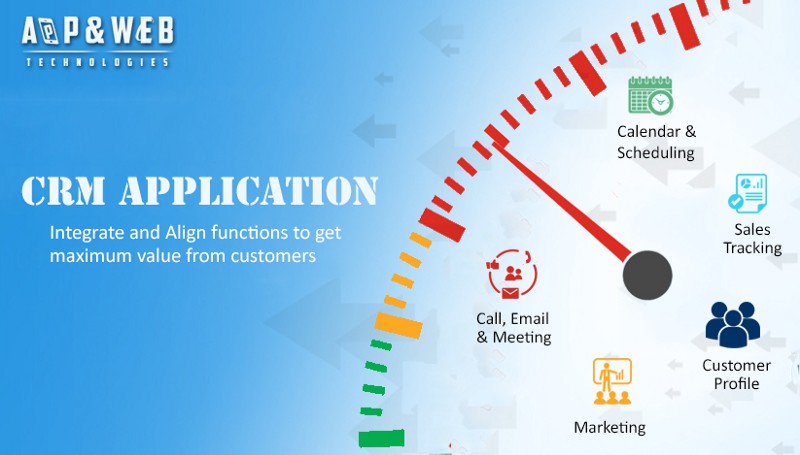 APP & WEB
TECHNOLOGIES
CRM APPLICATION
Integrate and Align functions to get
maximum value from customers
Calendar &
Scheduling
Sales
Tracking
Call, Email
& Meeting
Customer
Profile
Marketing